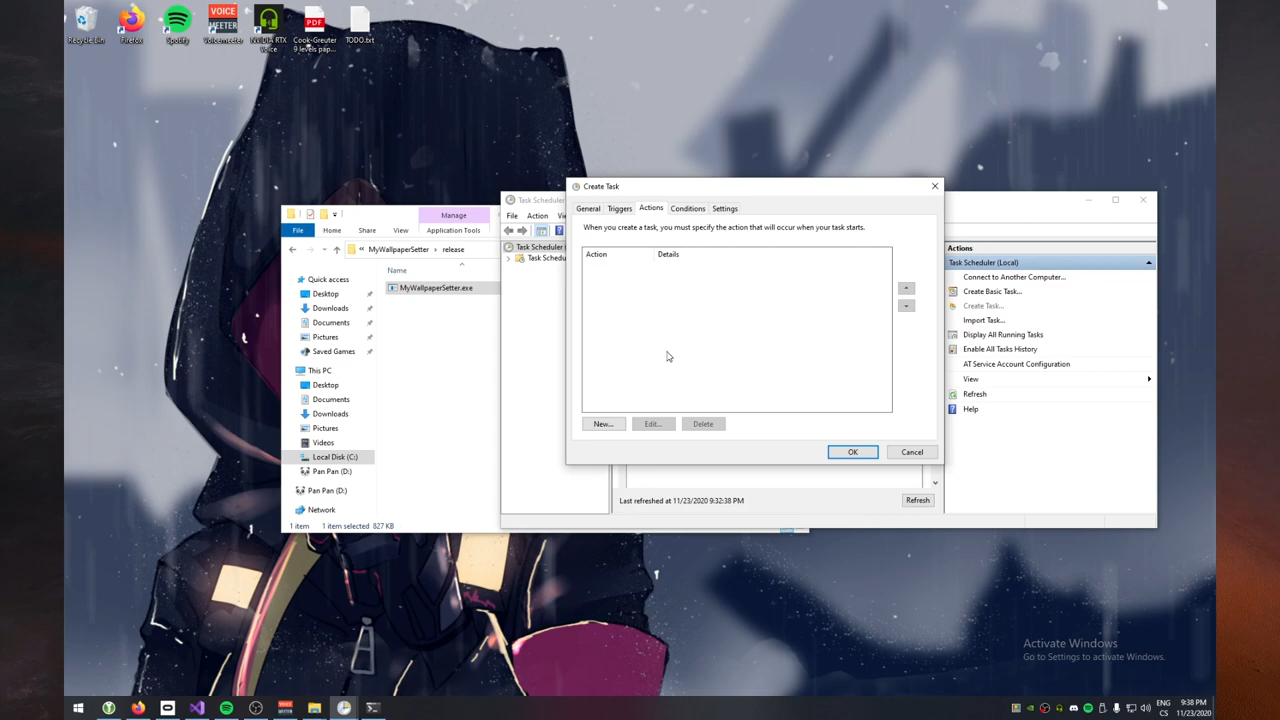 Recycle Bin
Firefox
Spotify
VOICE
MEETER
Voicemeeter
NVIDIA RTX
Voice
PDF
Cook-Greuter
9 levels pap...
TODO.txt
Manage
File
Home
Share
View
Application Tools
MyWallpaperSetter
release
Name
MyWallpaperSetter.exe
Quick access
Desktop
Downloads
Documents
Pictures
Saved Games
This PC
Desktop
Documents
Downloads
Pictures
Videos
Local Disk (C:)
Pan Pan (D:)
Pan Pan (D:)
Network
1 item
1 item selected
827 KB
Task Scheduler
File
Action
Vi
Task Scheduler
Task Schedu
Create Task
General
Triggers
Actions
Conditions
Settings
When you create a task, you must specify the action that will occur when your task starts.
Action
Details
New...
Edit...
Delete
OK
Cancel
Last refreshed at 11/23/2020 9:32:38 PM
Refresh
Actions
Task Scheduler (Local)
Connect to Another Computer...
Create Basic Task...
Create Task...
Import Task...
Display All Running Tasks
Enable All Tasks History
AT Service Account Configuration
View
Refresh
Help
Activate Windows
Go to Settings to activate Windows.
VOICE
MEETER
ENG
CS
9:38 PM
11/23/2020